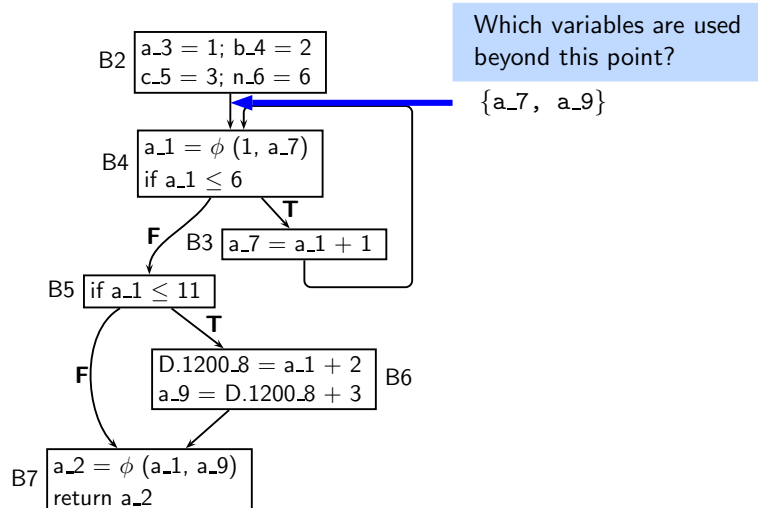 Which variables are used
beyond this point?
{a_7, a_9}
B2
a_3 = 1; b_4 = 2
c_5 = 3; n_6 = 6
B4
a_1 = ϕ (1, a_7)
if a_1 ≤ 6
F
T
B3
a_7 = a_1 + 1
B5
if a_1 ≤ 11
F
T
D.1200_8 = a_1 + 2
a_9 = D.1200_8 + 3
B6
B7
a_2 = ϕ (a_1, a_9)
return a_2